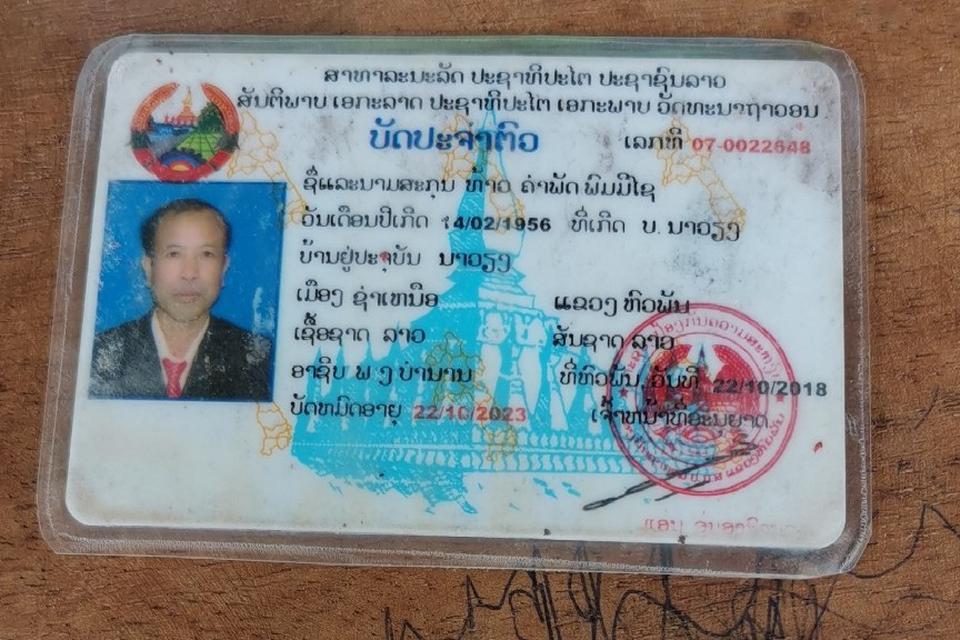 ສາທາລະນະລັດ ປະຊາທິປະໄຕ ປະຊາຊົນລາວ
ສັນຕິພາບ ເອກະລາດ ປະຊາທິປະໄຕ ເອກະພາບ ວັດທະນາຖາວອນ
ບັດປະຈຳຕົວ ເລກທີ 07-0022648
ຊື່ແລະນາມສະກຸນ ທ້າວ ຄຳພັດ ພົມມີໄຊ
ວັນເດືອນປີເກີດ 14/02/1956 ທີ່ເກີດ ບ. ນາວຽງ
ບ້ານຢູ່ປະຈຸບັນ ນາວຽງ
ເມືອງ ຊຳເຫນືອ ແຂວງ ຫົວພັນ
ເຊື້ອຊາດ ລາວ ສັນຊາດ ລາວ
ອາຊີບ ພ ງ ບຳນານ ທີ່ຫົວພັນ, ວັນທີ 22/10/2018
ບັດຫມົດອາຍຸ 22/10/2023 ເຈົ້າຫນ້າທີ່ອະນຸຍາດ